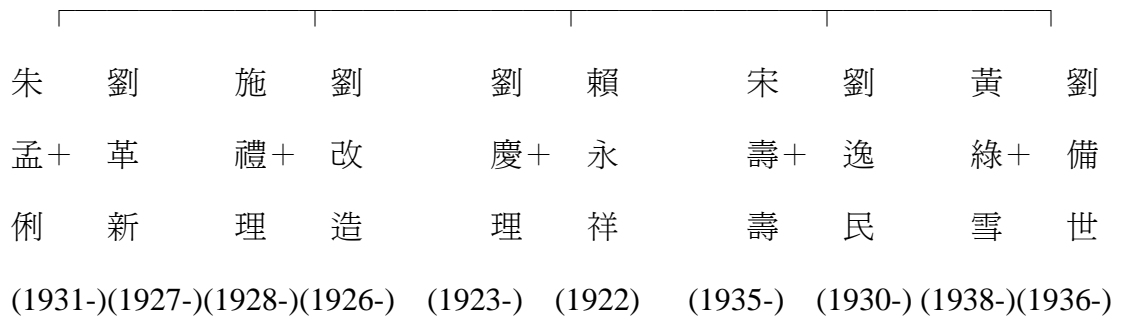 朱孟俐+劉革新
施禮理+劉改造
劉慶理+賴永祥
宋壽壽+劉逸民
黃綠雪+劉備世
(1931-)(1927-)(1928-)(1926-) (1923-) (1922) (1935-) (1930-) (1938-)(1936-)